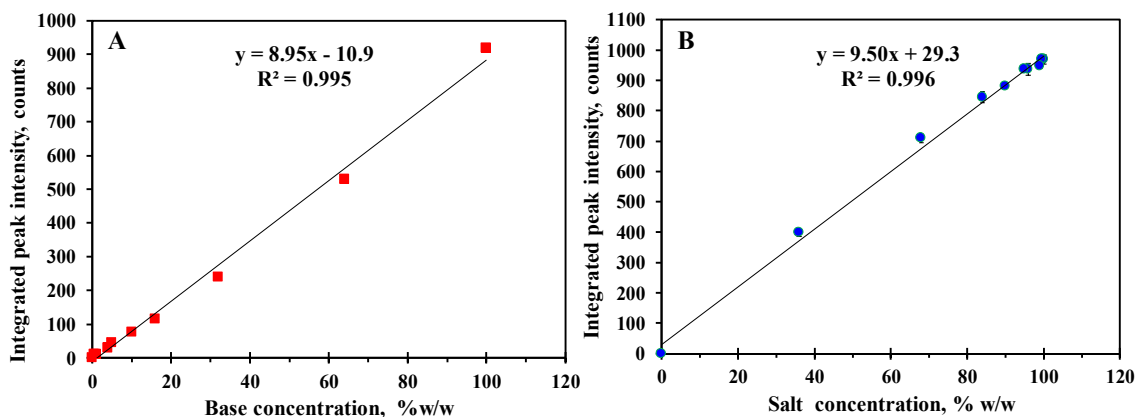 A
y = 8.95x - 10.9
R² = 0.995
1000
900
800
700
600
500
400
300
200
100
0
0 20 40 60 80 100 120
Integrated peak intensity, counts
Base concentration, %w/w
B
y = 9.50x + 29.3
R² = 0.996
1100
1000
900
800
700
600
500
400
300
200
100
0
0 20 40 60 80 100 120
Integrated peak intensity, counts
Salt concentration, % w/w